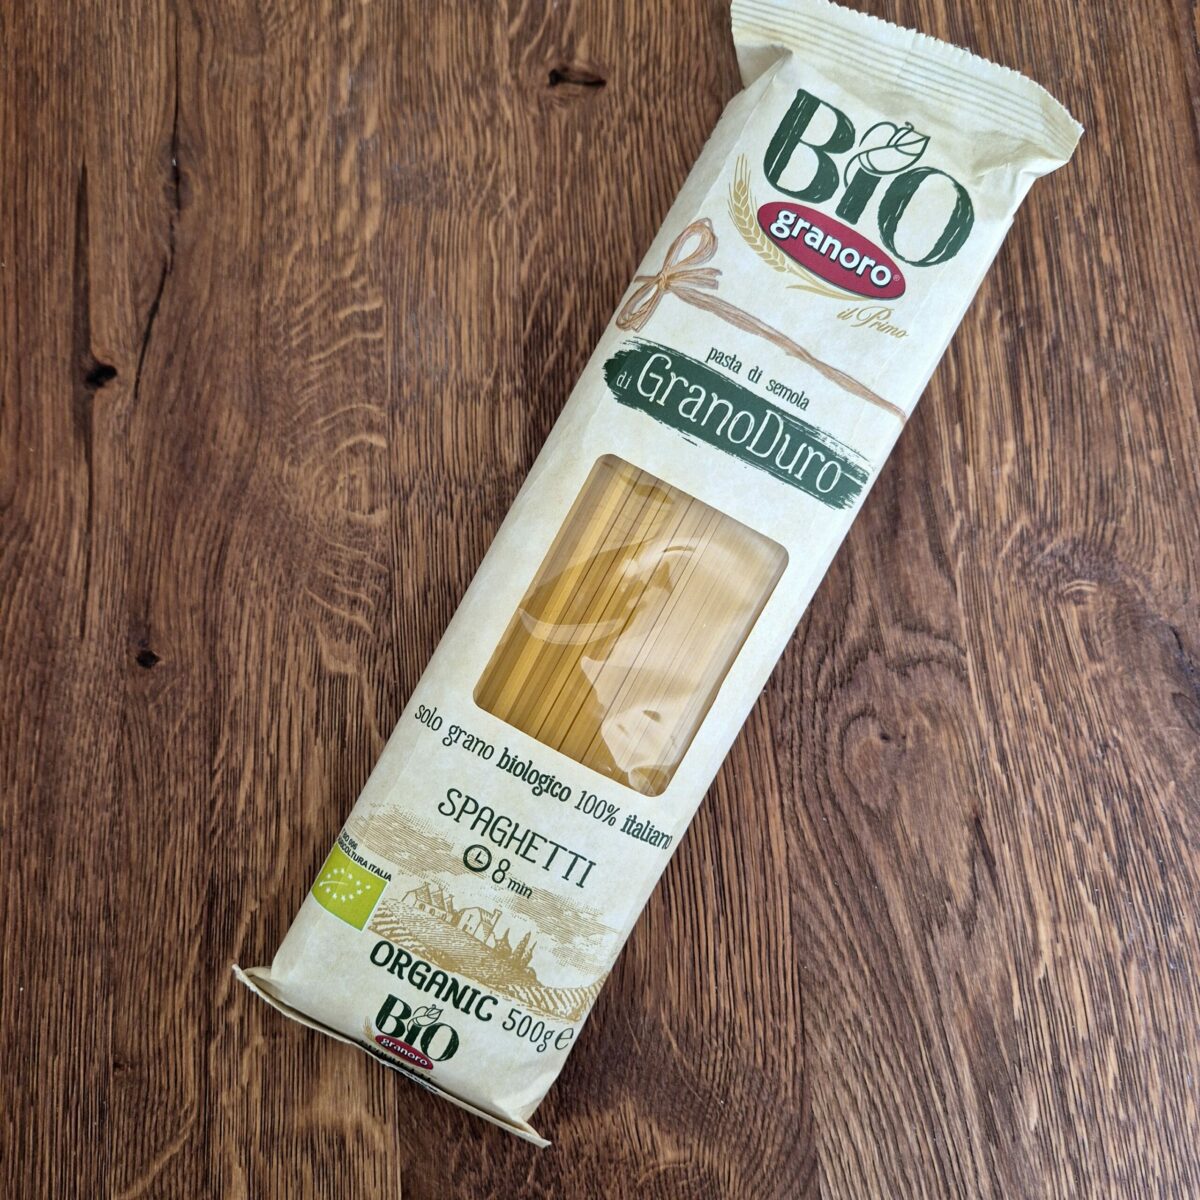 BiO
granoro
il Primo
pasta di semola
di GranoDuro
solo grano biologico 100% italiano
SPAGHETTI
8 min
AGRICOLTURA ITALIA
ORGANIC 500g e
BiO
granoro